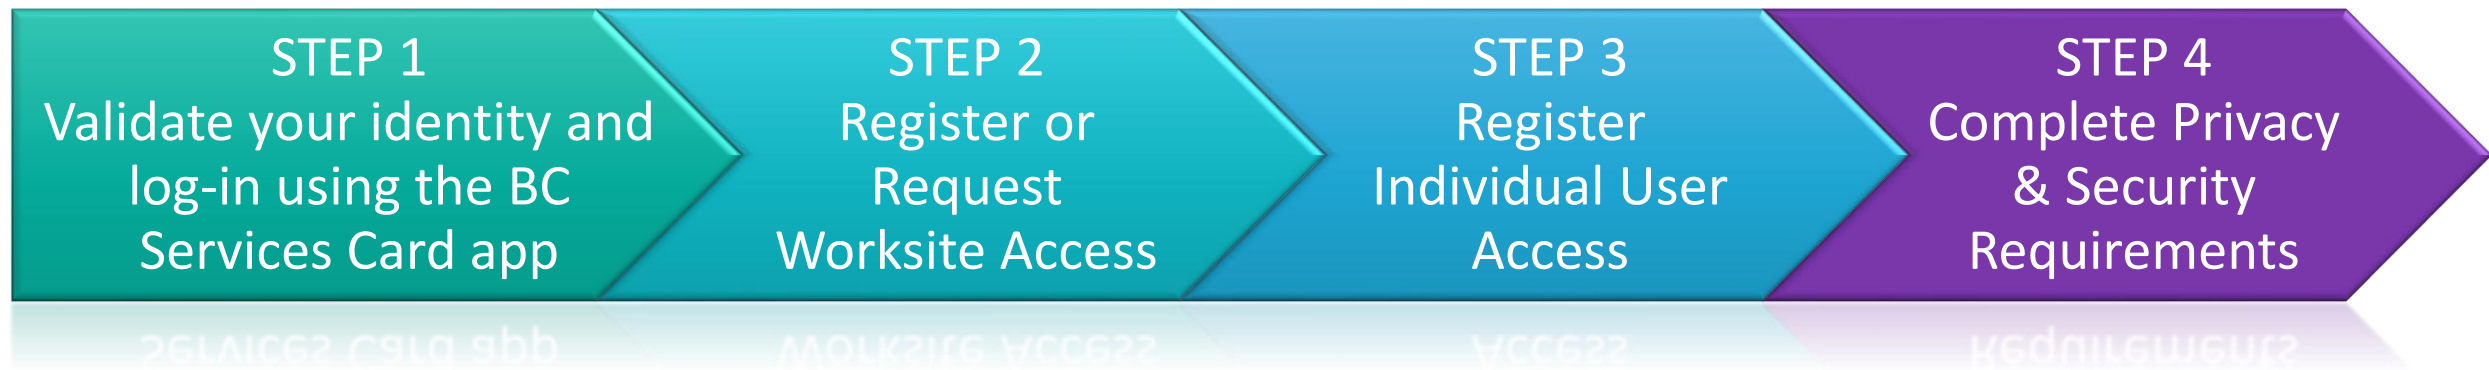 STEP 1
Validate your identity and
log-in using the BC
Services Card app
STEP 2
Register or
Request
Worksite Access
STEP 3
Register
Individual User
Access
STEP 4
Complete Privacy
& Security
Requirements